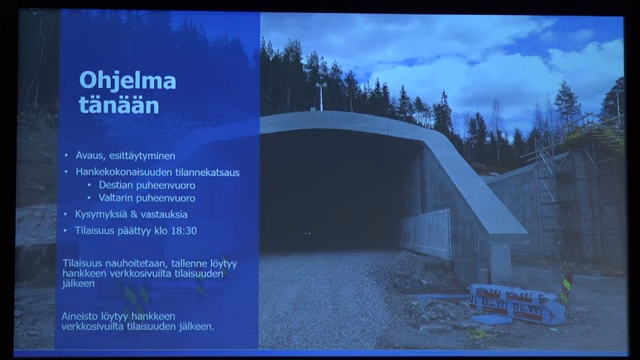 Ohjelma
tänään
• Avaus, esittäytyminen
• Hankekokonaisuuden tilannekatsaus
• Destian puheenvuoro
• Valtarin puheenvuoro
• Kysymyksiä & vastauksia
• Tilaisuus päättyy klo 18:30
Tilaisuus nauhoitetaan, tallenne löytyy
hankkeen verkkosivuilta tilaisuuden
jälkeen
Aineisto löytyy hankkeen
verkkosivuilta tilaisuuden jälkeen.